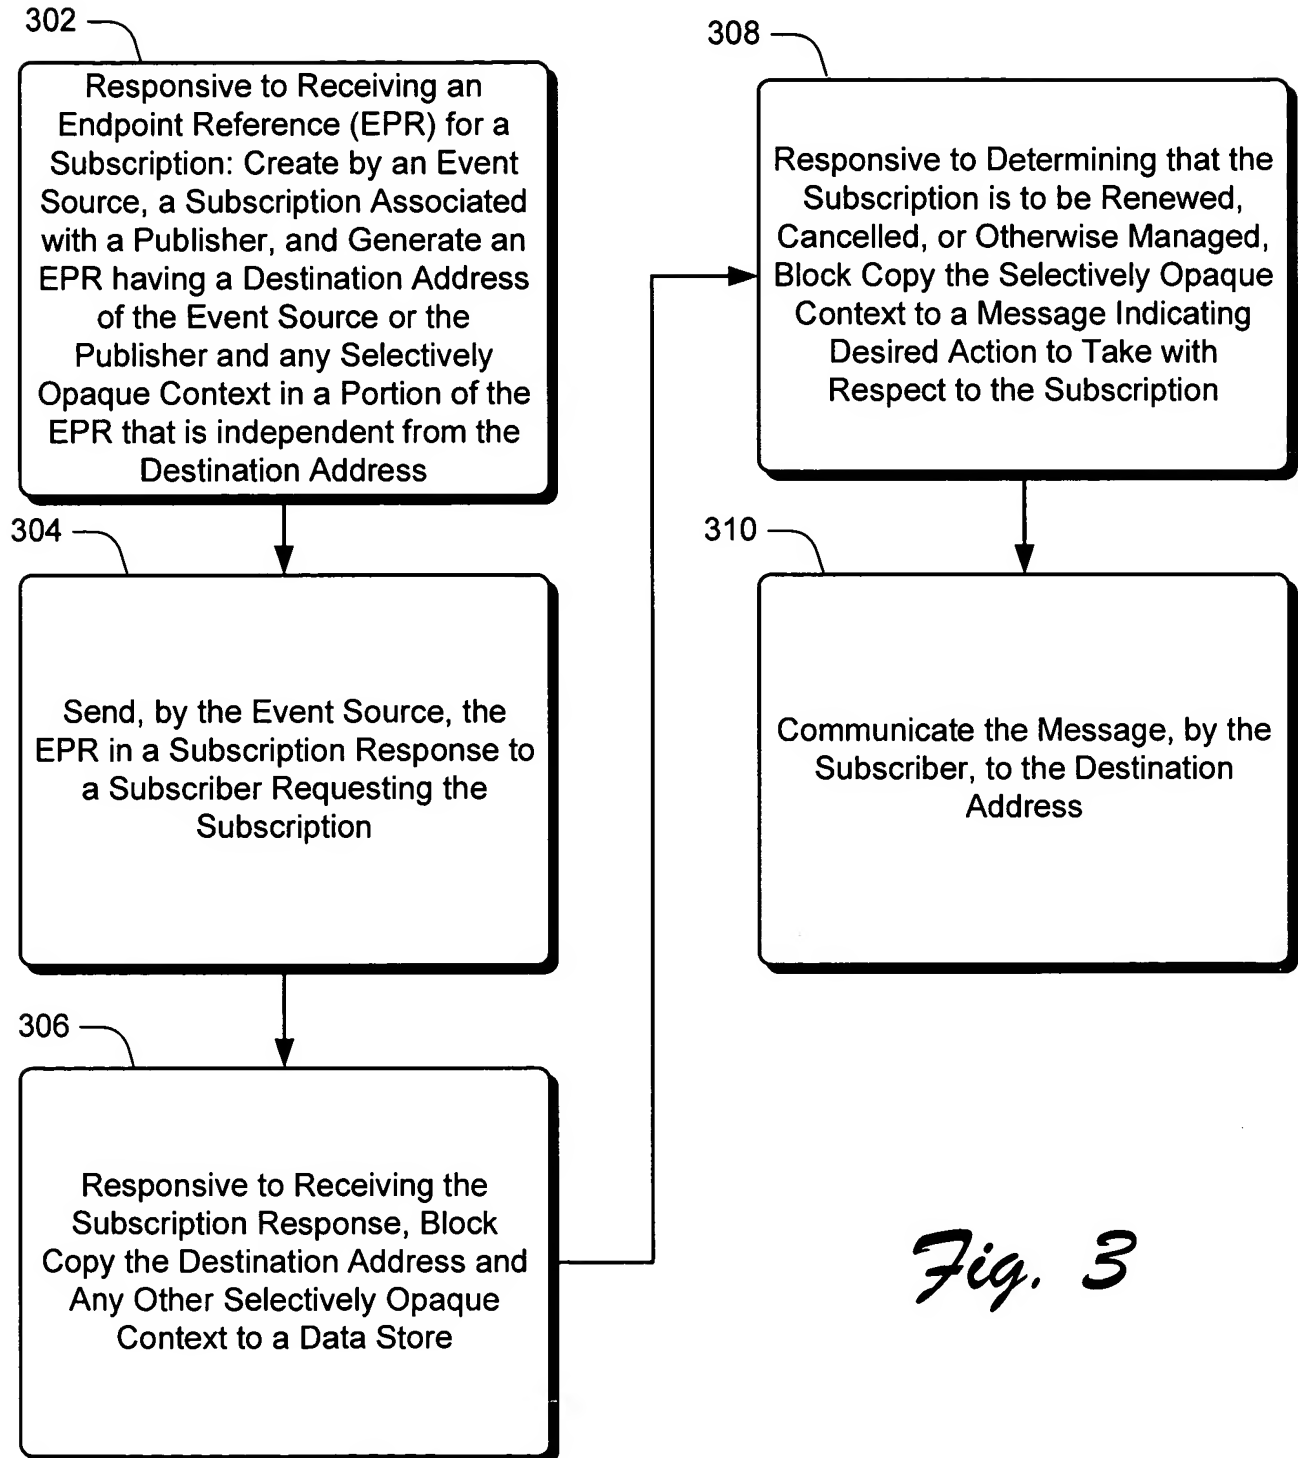 302
Responsive to Receiving an
Endpoint Reference (EPR) for a
Subscription: Create by an Event
Source, a Subscription Associated
with a Publisher, and Generate an
EPR having a Destination Address
of the Event Source or the
Publisher and any Selectively
Opaque Context in a Portion of the
EPR that is independent from the
Destination Address
304
Send, by the Event Source, the
EPR in a Subscription Response to
a Subscriber Requesting the
Subscription
306
Responsive to Receiving the
Subscription Response, Block
Copy the Destination Address and
Any Other Selectively Opaque
Context to a Data Store
308
Responsive to Determining that the
Subscription is to be Renewed,
Cancelled, or Otherwise Managed,
Block Copy the Selectively Opaque
Context to a Message Indicating
Desired Action to Take with
Respect to the Subscription
310
Communicate the Message, by the
Subscriber, to the Destination
Address
Fig. 3